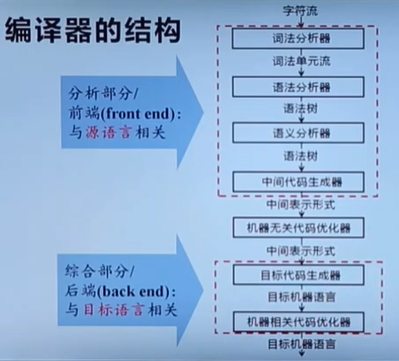 编译器的结构
分析部分/
前端(front end):
与源语言相关
综合部分/
后端(back end):
与目标语言相关
字符流
词法分析器
词法单元流
语法分析器
语法树
语义分析器
语法树
中间代码生成器
中间表示形式
机器无关代码优化器
中间表示形式
目标代码生成器
目标机器语言
机器相关代码优化器
目标机器语言